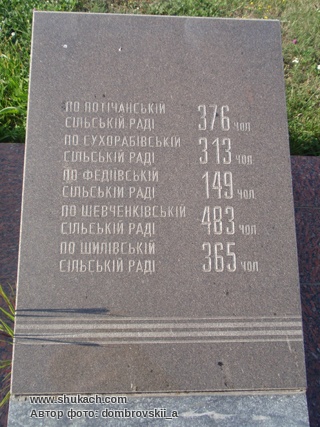 ПО ПОТІЧАНСЬКІЙ
СІЛЬСЬКІЙ РАДІ 376 ЧОЛ
ПО СУХОРАБІВСЬКІЙ
СІЛЬСЬКІЙ РАДІ 313 ЧОЛ
ПО ФЕДІЇВСЬКІЙ
СІЛЬСЬКІЙ РАДІ 149 ЧОЛ
ПО ШЕВЧЕНКІВСЬКІЙ
СІЛЬСЬКІЙ РАДІ 483 ЧОЛ
ПО ШИЛІВСЬКІЙ
СІЛЬСЬКІЙ РАДІ 365 ЧОЛ
www.shukach.com
Автор фото: dombrovskii_a